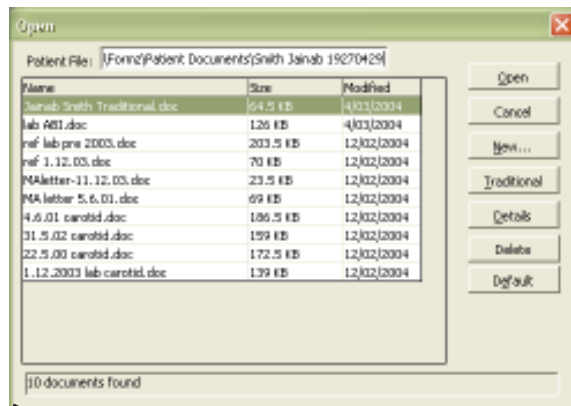 Open
Patient File: \Formz\Patient Documents\Smith Jainab 19270429
Name Size Modified
Jainab Smith Traditional.doc 64.5 KB 4/03/2004
lab ABI.doc 126 KB 4/03/2004
ref lab pre 2003.doc 203.5 KB 12/02/2004
ref 1.12.03.doc 70 KB 12/02/2004
MAletter-11.12.03.doc 23.5 KB 12/02/2004
MA letter 5.6.01.doc 69 KB 12/02/2004
4.6.01 carotid.doc 186.5 KB 12/02/2004
31.5.02 carotid.doc 159 KB 12/02/2004
22.5.00 carotid.doc 172.5 KB 12/02/2004
1.12.2003 lab carotid.doc 139 KB 12/02/2004
Open
Cancel
New...
Traditional
Details
Delete
Default
10 documents found